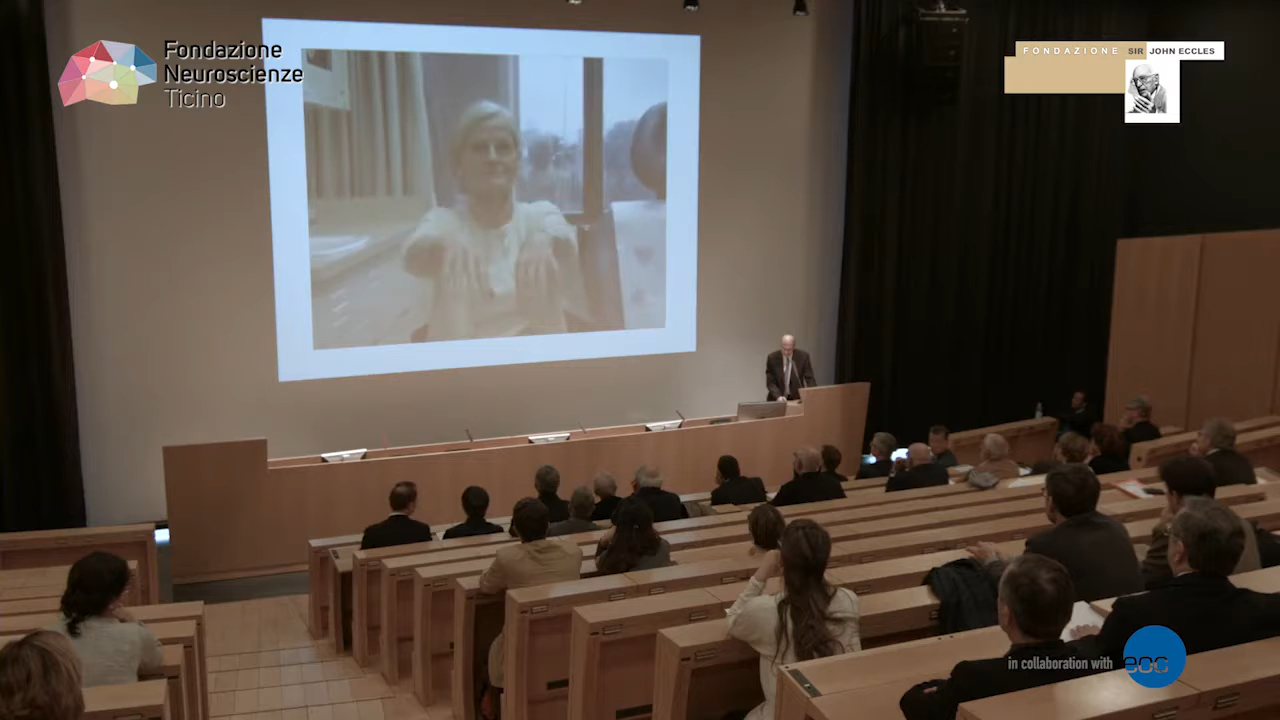 Fondazione
Neuroscienze
Ticino
FONDAZIONE SIR JOHN ECCLES
in collaboration with eoc